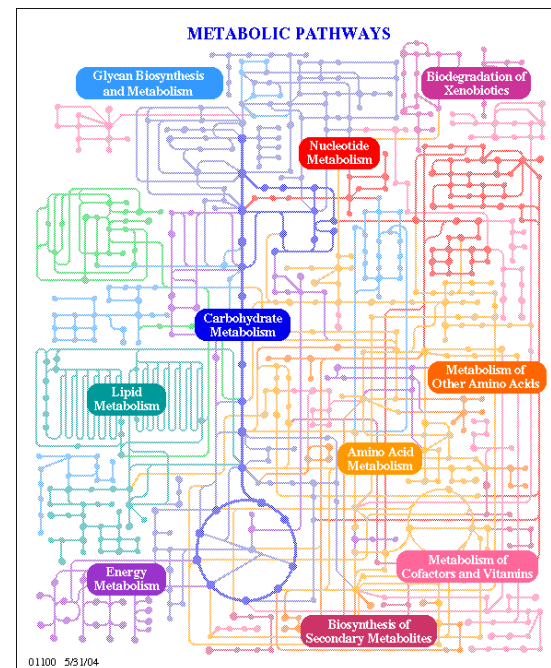 METABOLIC PATHWAYS
Glycan Biosynthesis
and Metabolism
Biodegradation of
Xenobiotics
Nucleotide
Metabolism
Carbohydrate
Metabolism
Lipid
Metabolism
Metabolism of
Other Amino Acids
Amino Acid
Metabolism
Energy
Metabolism
Metabolism of
Cofactors and Vitamins
Biosynthesis of
Secondary Metabolites
01100 5/31/04